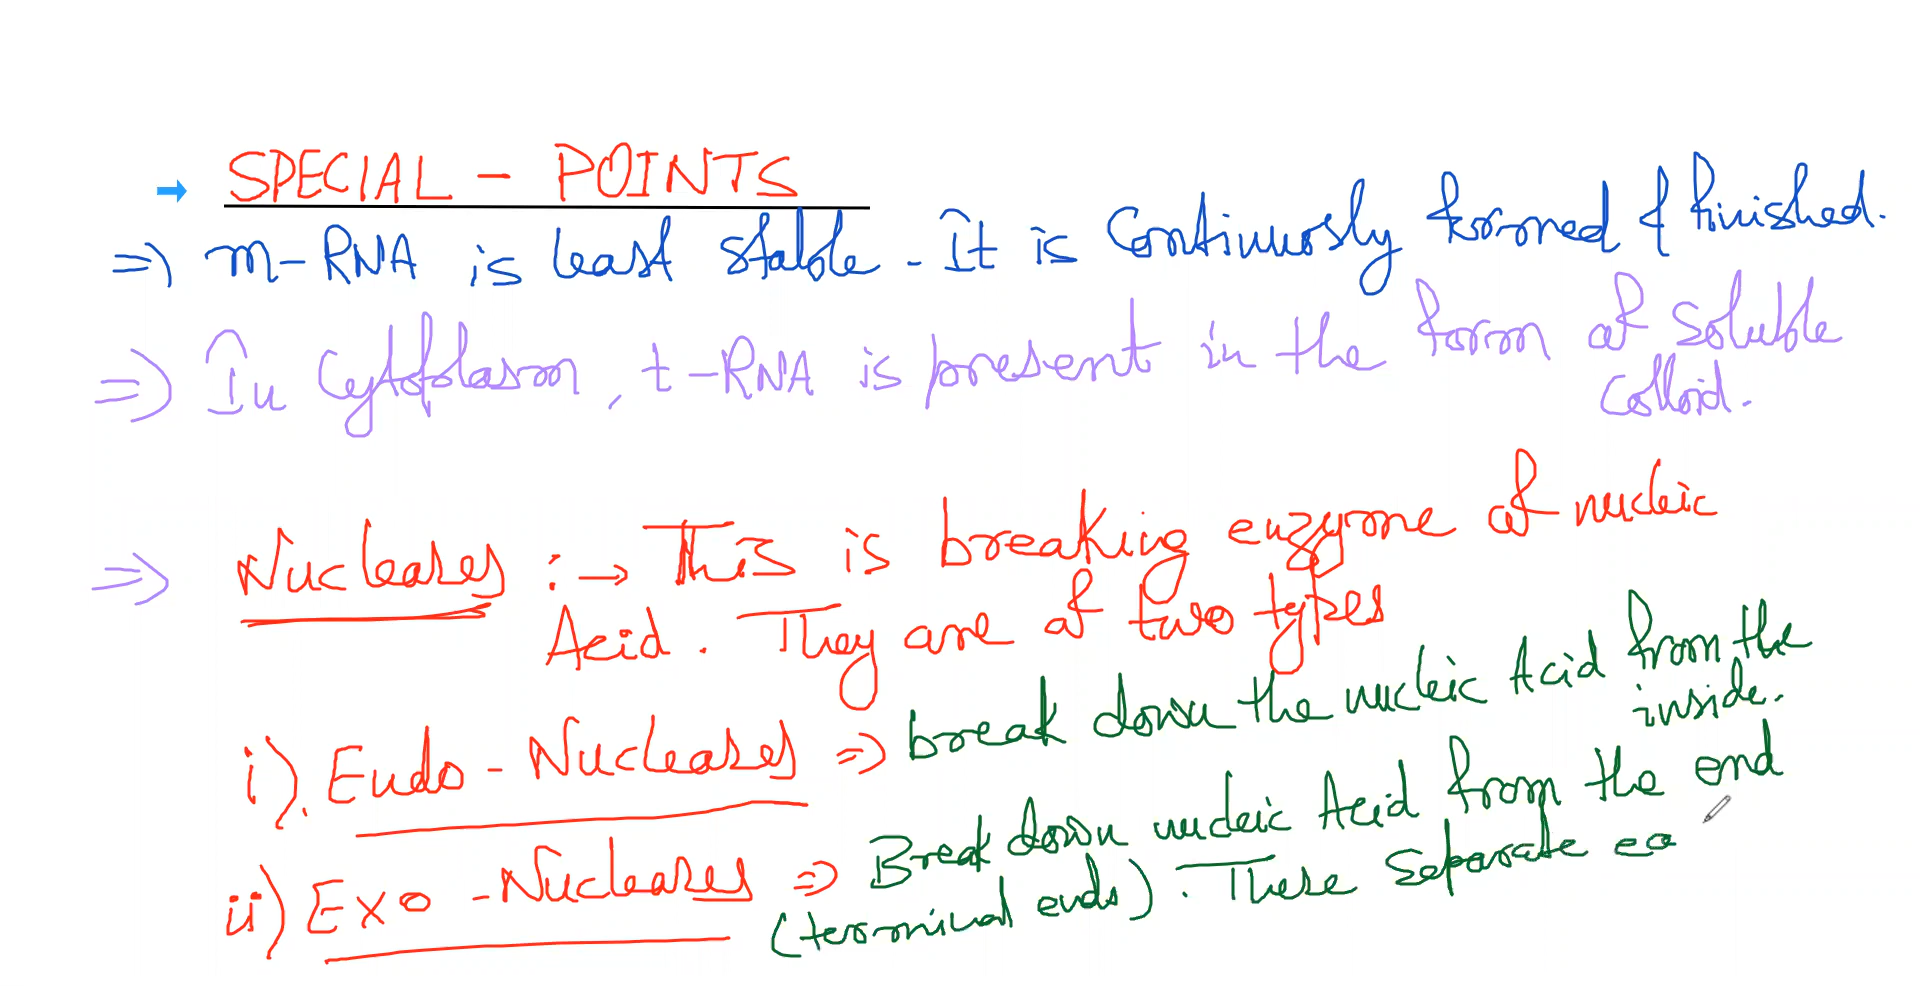 → SPECIAL - POINTS
⇒ m-RNA is least stable. It is Continuously formed & finished.
⇒ In Cytoplasm, t-RNA is present in the form of soluble
colloid.
⇒ Nucleases :→ This is breaking enzyme of nucleic
Acid. They are of two types
i). Endo-Nucleases ⇒ break down the nucleic Acid from the
inside.
ii) Exo-Nucleases ⇒ Break down nucleic Acid from the end
(terminal ends). These separate ea